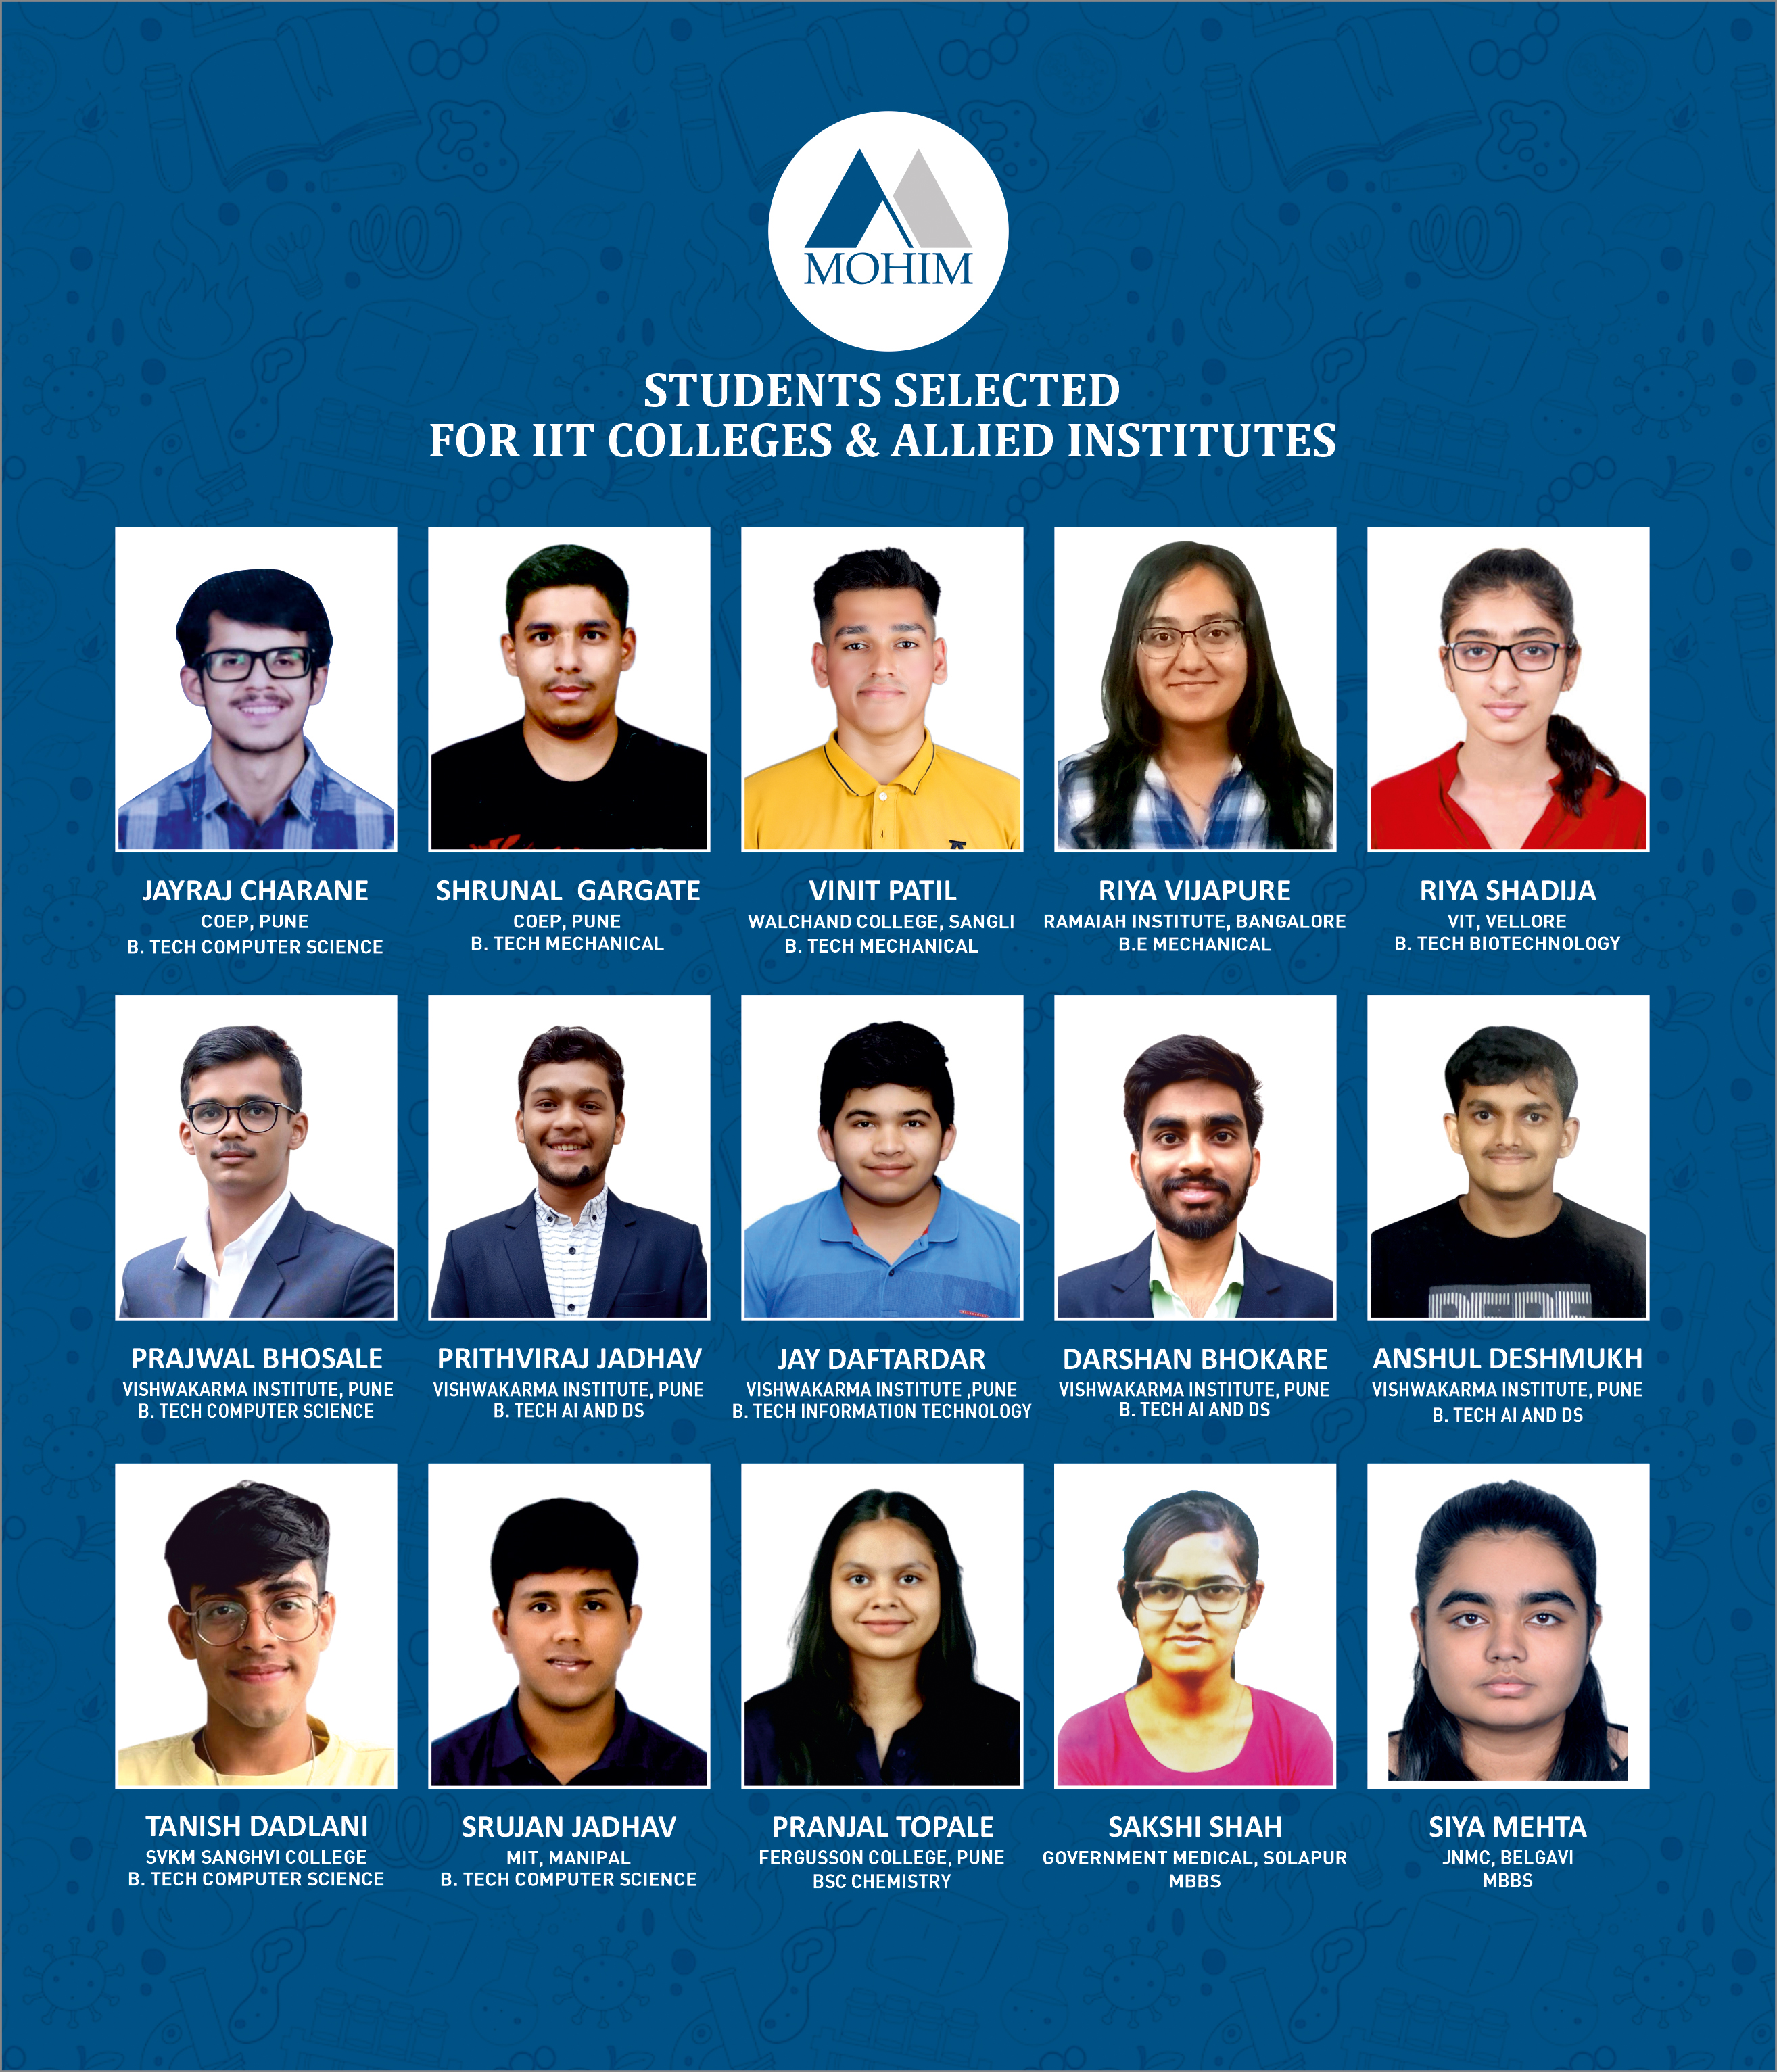 MOHIM
STUDENTS SELECTED
FOR IIT COLLEGES & ALLIED INSTITUTES
JAYRAJ CHARANE
COEP, PUNE
B. TECH COMPUTER SCIENCE
SHRUNAL GARGATE
COEP, PUNE
B. TECH MECHANICAL
VINIT PATIL
WALCHAND COLLEGE, SANGLI
B. TECH MECHANICAL
RIYA VIJAPURE
RAMAIAH INSTITUTE, BANGALORE
B.E MECHANICAL
RIYA SHADIJA
VIT, VELLORE
B. TECH BIOTECHNOLOGY
PRAJWAL BHOSALE
VISHWAKARMA INSTITUTE, PUNE
B. TECH COMPUTER SCIENCE
PRITHVIRAJ JADHAV
VISHWAKARMA INSTITUTE, PUNE
B. TECH AI AND DS
JAY DAFTARDAR
VISHWAKARMA INSTITUTE ,PUNE
B. TECH INFORMATION TECHNOLOGY
DARSHAN BHOKARE
VISHWAKARMA INSTITUTE, PUNE
B. TECH AI AND DS
ANSHUL DESHMUKH
VISHWAKARMA INSTITUTE, PUNE
B. TECH AI AND DS
TANISH DADLANI
SVKM SANGHVI COLLEGE
B. TECH COMPUTER SCIENCE
SRUJAN JADHAV
MIT, MANIPAL
B. TECH COMPUTER SCIENCE
PRANJAL TOPALE
FERGUSSON COLLEGE, PUNE
BSC CHEMISTRY
SAKSHI SHAH
GOVERNMENT MEDICAL, SOLAPUR
MBBS
SIYA MEHTA
JNMC, BELGAVI
MBBS